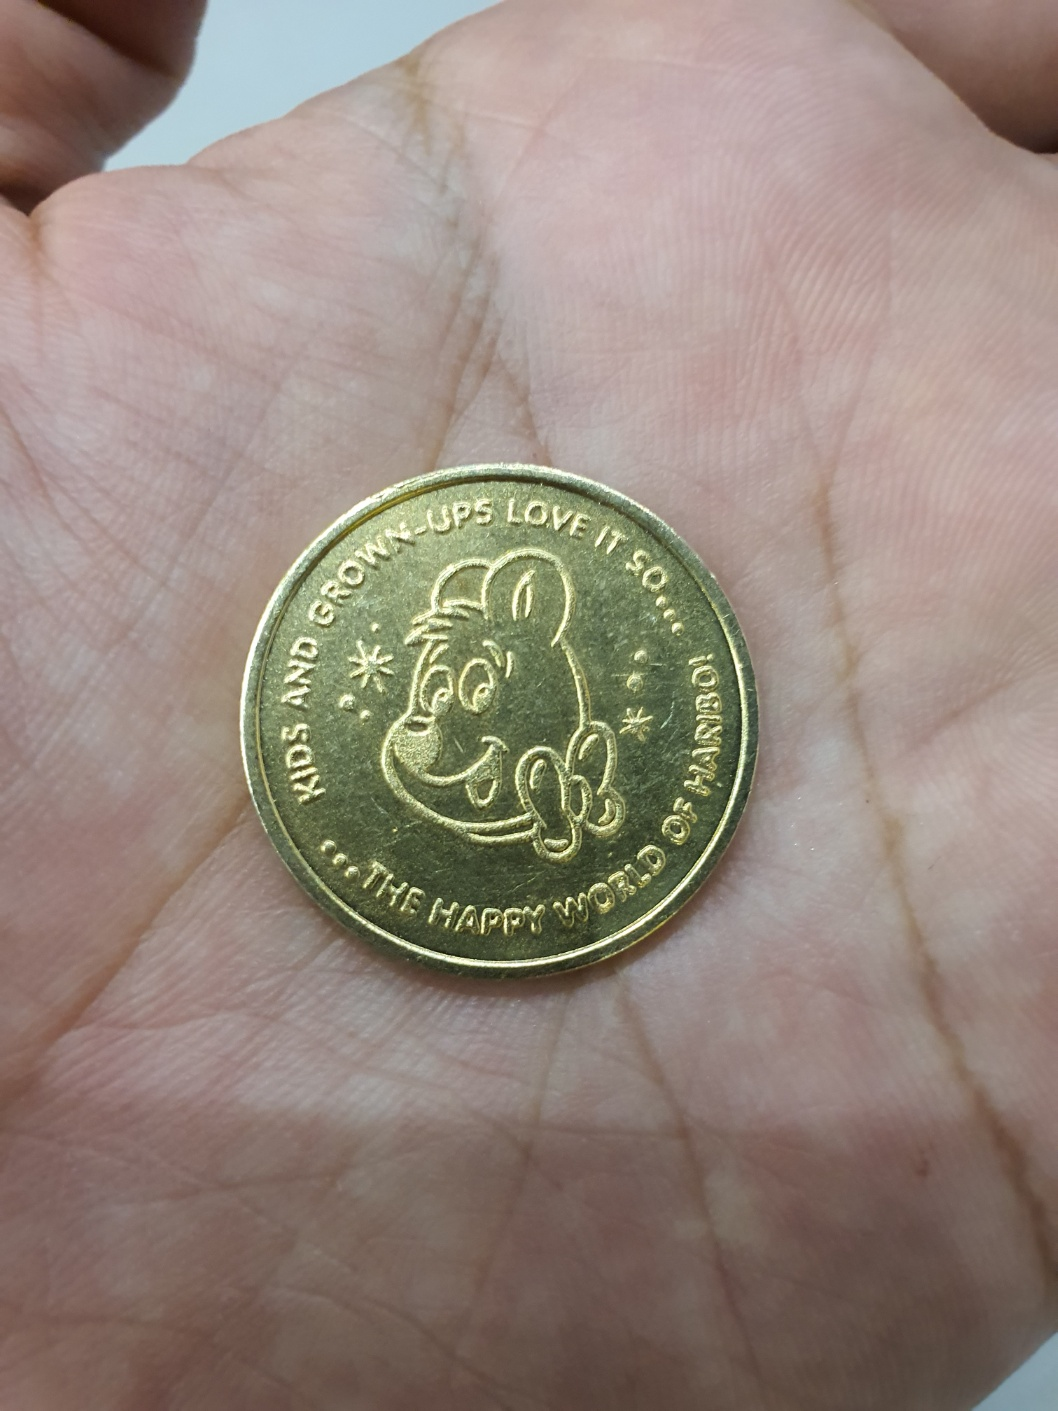 KIDS AND GROWN-UPS LOVE IT SO...
...THE HAPPY WORLD OF HARIBO!